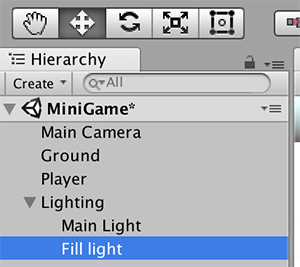 Hierarchy
Create All
MiniGame*
Main Camera
Ground
Player
Lighting
Main Light
Fill light